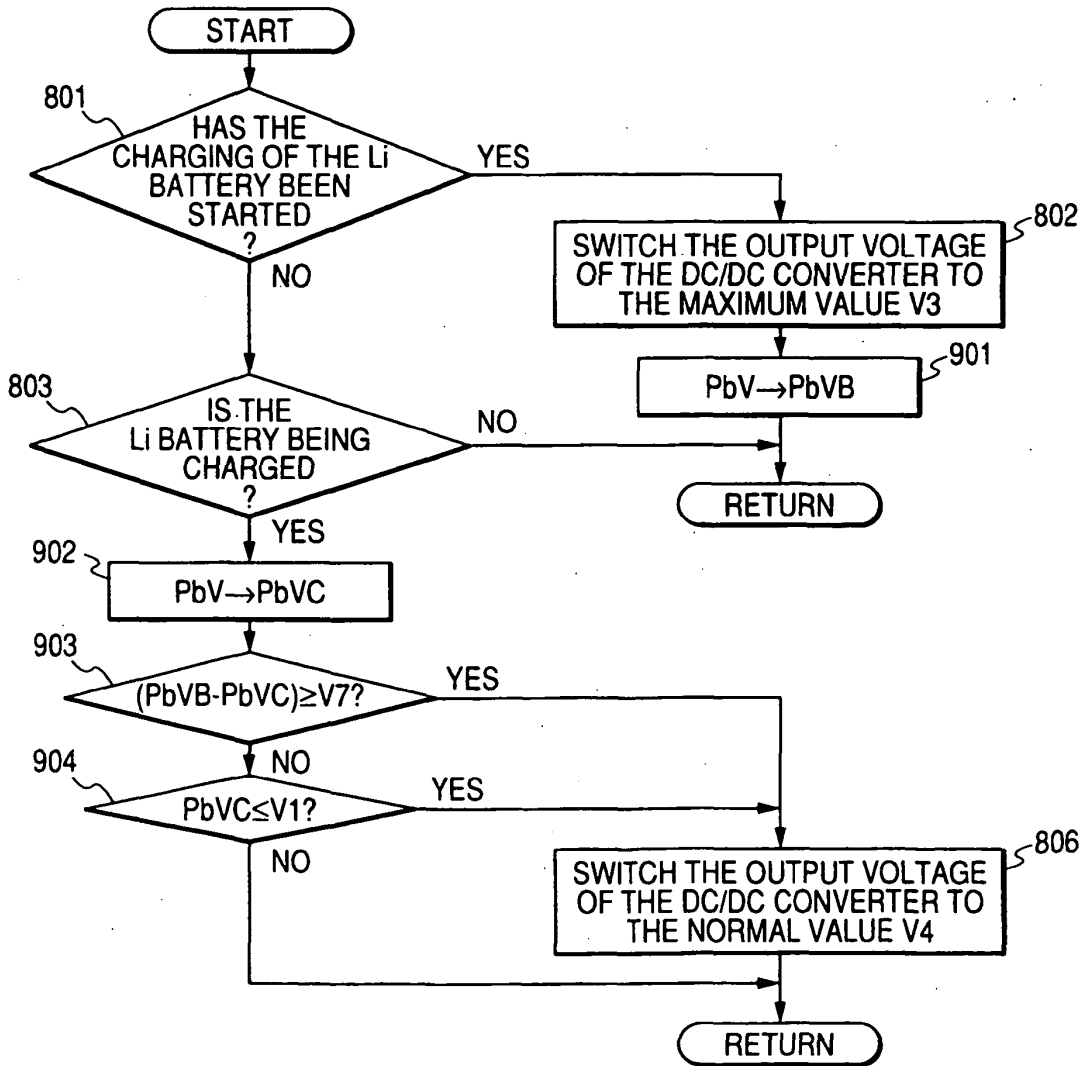 START
801
HAS THE
CHARGING OF THE Li
BATTERY BEEN
STARTED
?
YES
NO
802
SWITCH THE OUTPUT VOLTAGE
OF THE DC/DC CONVERTER TO
THE MAXIMUM VALUE V3
901
PbV→PbVB
803
IS THE
Li BATTERY BEING
CHARGED
?
NO
YES
RETURN
902
PbV→PbVC
903
(PbVB-PbVC)≥V7?
YES
NO
904
PbVC≤V1?
YES
NO
806
SWITCH THE OUTPUT VOLTAGE
OF THE DC/DC CONVERTER TO
THE NORMAL VALUE V4
RETURN